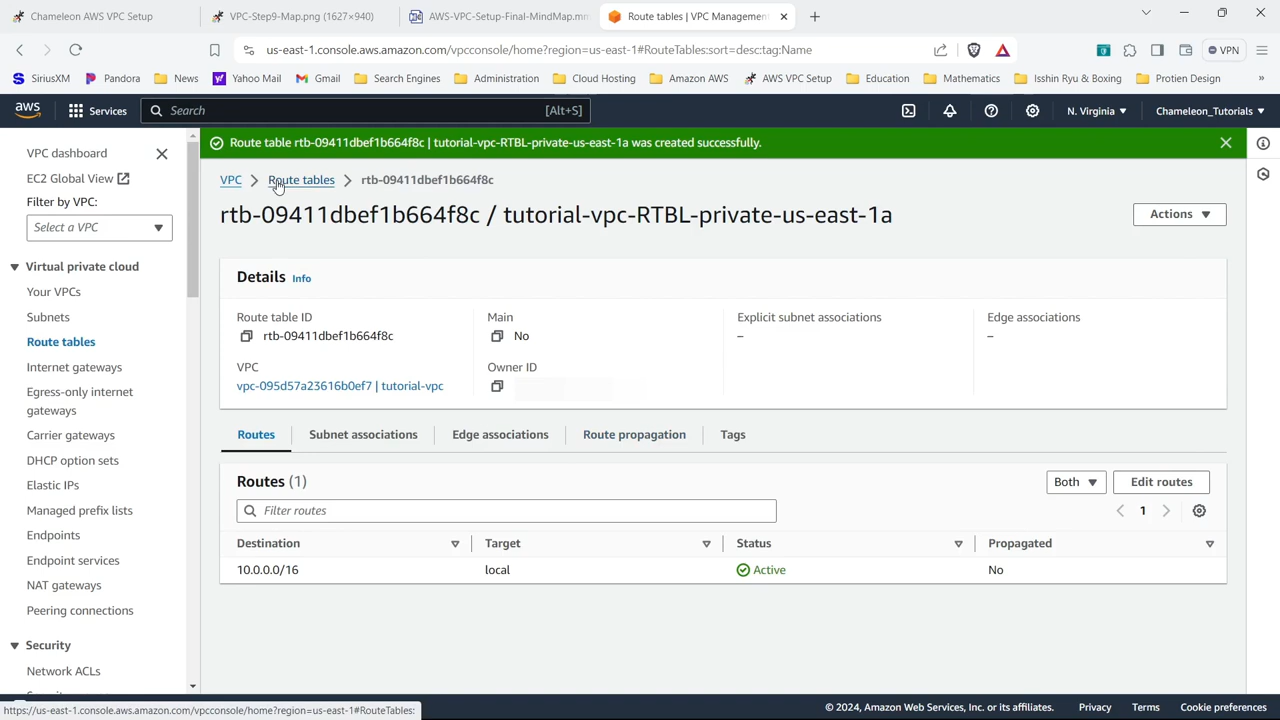 Chameleon AWS VPC Setup
VPC-Step9-Map.png (1627×940)
AWS-VPC-Setup-Final-MindMap.mm
Route tables | VPC Management
us-east-1.console.aws.amazon.com/vpcconsole/home?region=us-east-1#RouteTables:sort=desc:tag:Name
VPN
SiriusXM
Pandora
News
Yahoo Mail
Gmail
Search Engines
Administration
Cloud Hosting
Amazon AWS
AWS VPC Setup
Education
Mathematics
Isshin Ryu & Boxing
Protien Design
»
aws
Services
Search
[Alt+S]
N. Virginia
Chameleon_Tutorials
VPC dashboard
EC2 Global View
Filter by VPC:
Select a VPC
Virtual private cloud
Your VPCs
Subnets
Route tables
Internet gateways
Egress-only internet
gateways
Carrier gateways
DHCP option sets
Elastic IPs
Managed prefix lists
Endpoints
Endpoint services
NAT gateways
Peering connections
Security
Network ACLs
Route table rtb-09411dbef1b664f8c | tutorial-vpc-RTBL-private-us-east-1a was created successfully.
VPC
Route tables
rtb-09411dbef1b664f8c
rtb-09411dbef1b664f8c / tutorial-vpc-RTBL-private-us-east-1a
Actions
Details Info
Route table ID
rtb-09411dbef1b664f8c
Main
No
Explicit subnet associations
–
Edge associations
–
VPC
vpc-095d57a23616b0ef7 | tutorial-vpc
Owner ID
Routes
Subnet associations
Edge associations
Route propagation
Tags
Routes (1)
Both
Edit routes
Filter routes
1
Destination
Target
Status
Propagated
10.0.0.0/16
local
Active
No
https://us-east-1.console.aws.amazon.com/vpcconsole/home?region=us-east-1#RouteTables:
© 2024, Amazon Web Services, Inc. or its affiliates.
Privacy
Terms
Cookie preferences